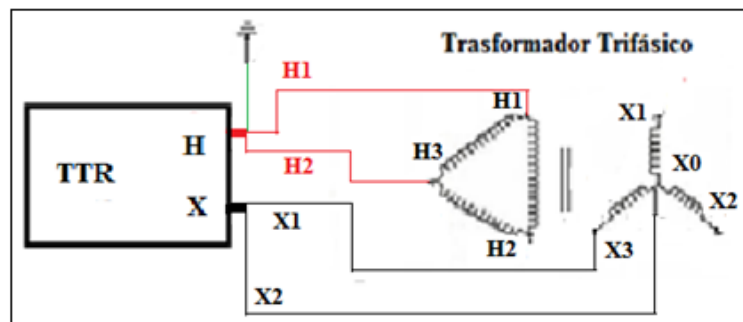 Trasformador Trifásico
H1
H1
X1
H
H3
X0
H2
TTR
X2
X
X1
H2
X3
X2